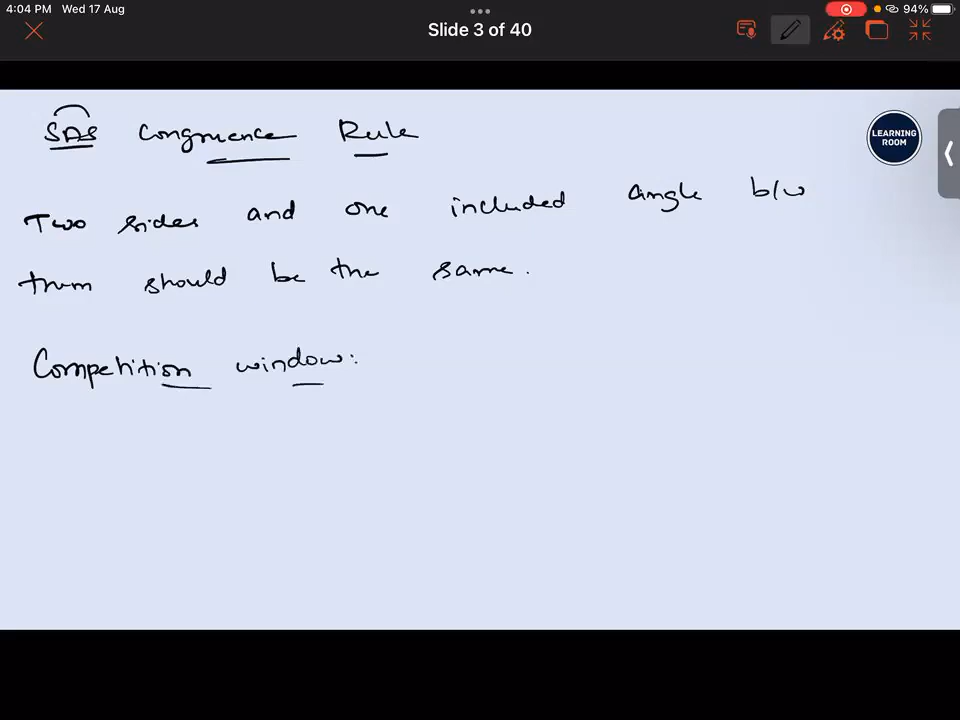 4:04 PM Wed 17 Aug
94%
Slide 3 of 40
LEARNING
ROOM
SAS Congruence Rule
Two sides and one included angle b/w
them should be the same.
Competition window: